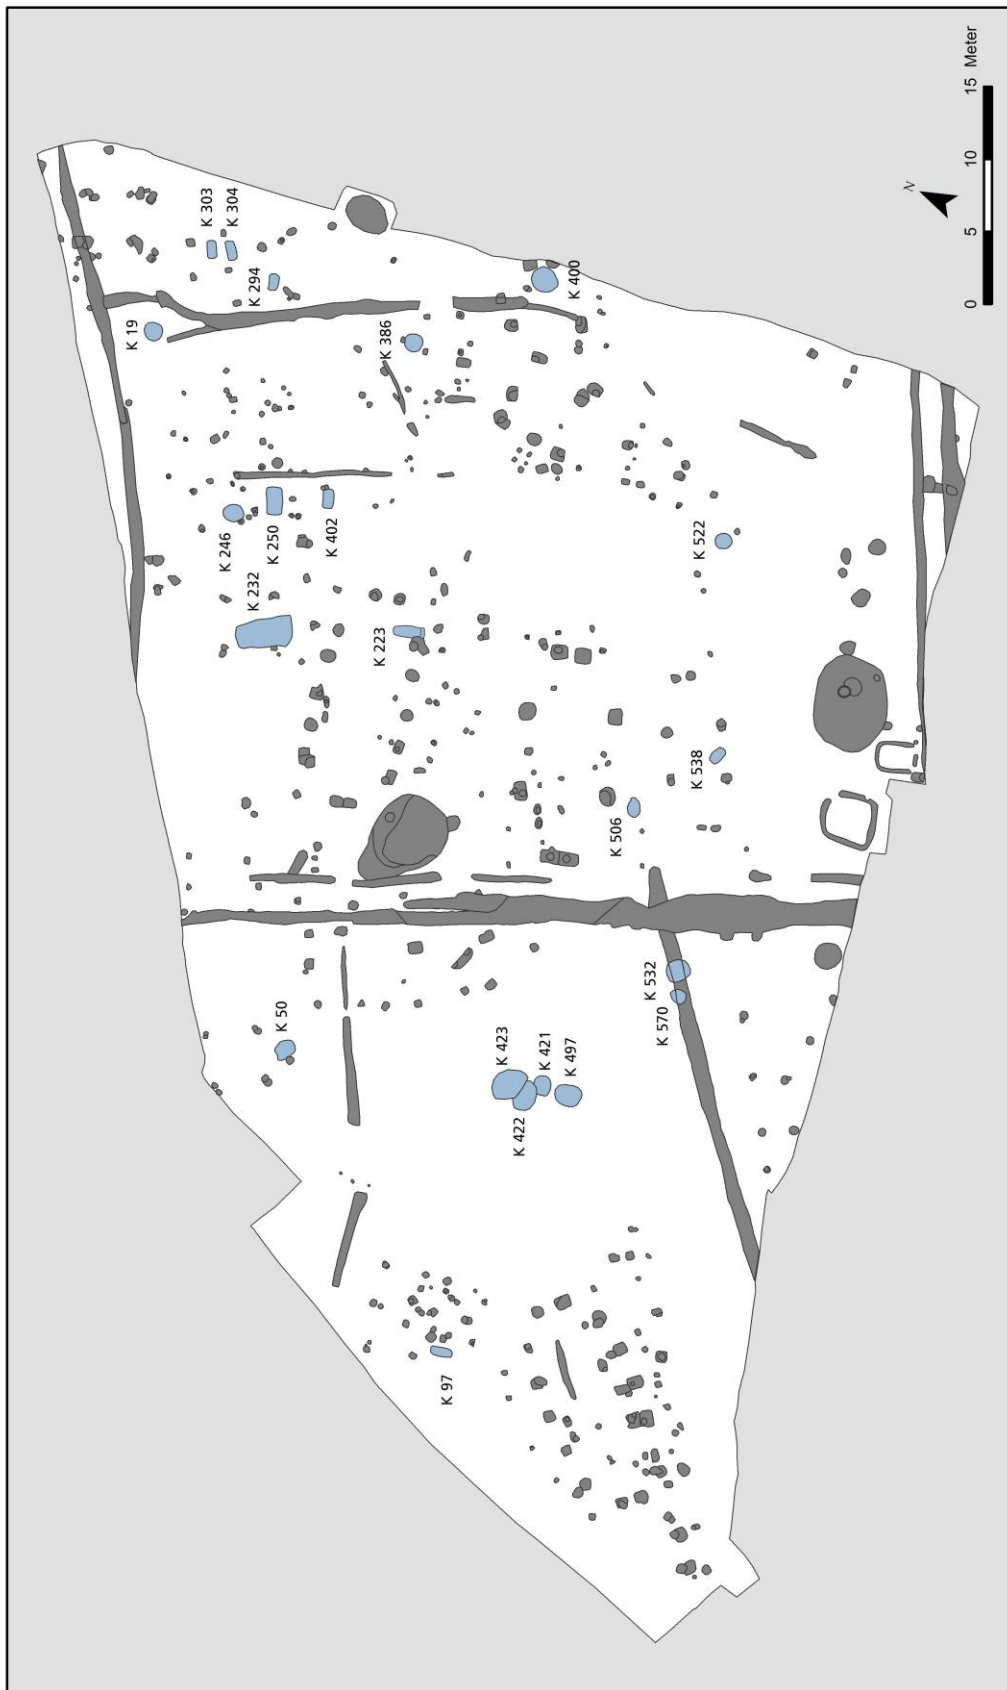 K 303
K 304
K 294
K 19
K 386
K 400
K 246
K 250
K 402
K 522
K 232
K 223
K 538
K 506
K 50
K 532
K 570
K 423
K 421
K 497
K 422
K 97
N
0 5 10 15 Meter